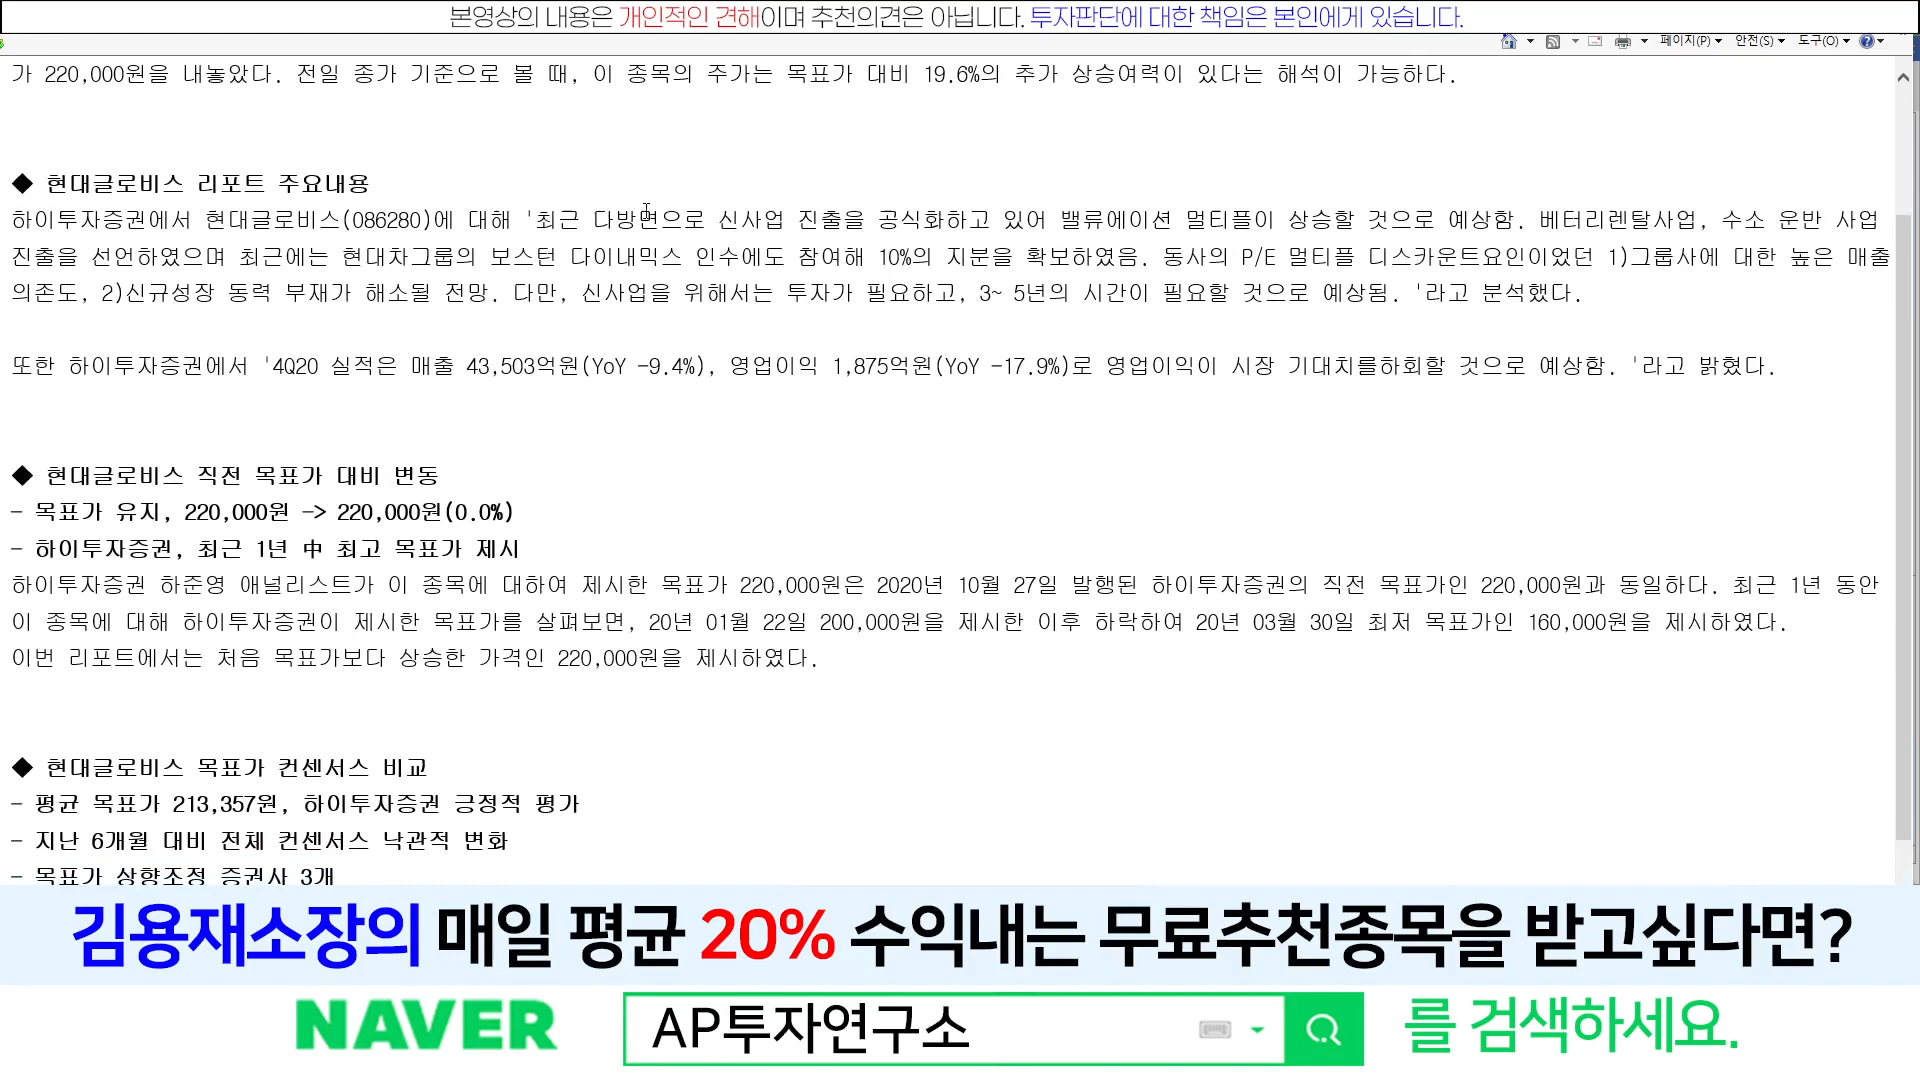 본영상의 내용은 개인적인 견해이며 추천의견은 아닙니다. 투자판단에 대한 책임은 본인에게 있습니다.
페이지(P) 안전(S) 도구(O)
가 220,000원을 내놓았다. 전일 종가 기준으로 볼 때, 이 종목의 주가는 목표가 대비 19.6%의 추가 상승여력이 있다는 해석이 가능하다.
◆ 현대글로비스 리포트 주요내용
하이투자증권에서 현대글로비스(086280)에 대해 '최근 다방면으로 신사업 진출을 공식화하고 있어 밸류에이션 멀티플이 상승할 것으로 예상함. 베터리렌탈사업, 수소 운반 사업
진출을 선언하였으며 최근에는 현대차그룹의 보스턴 다이내믹스 인수에도 참여해 10%의 지분을 확보하였음. 동사의 P/E 멀티플 디스카운트요인이었던 1)그룹사에 대한 높은 매출
의존도, 2)신규성장 동력 부재가 해소될 전망. 다만, 신사업을 위해서는 투자가 필요하고, 3~ 5년의 시간이 필요할 것으로 예상됨. '라고 분석했다.
또한 하이투자증권에서 '4Q20 실적은 매출 43,503억원(YoY -9.4%), 영업이익 1,875억원(YoY -17.9%)로 영업이익이 시장 기대치를하회할 것으로 예상함. '라고 밝혔다.
◆ 현대글로비스 직전 목표가 대비 변동
- 목표가 유지, 220,000원 -> 220,000원(0.0%)
- 하이투자증권, 최근 1년 中 최고 목표가 제시
하이투자증권 하준영 애널리스트가 이 종목에 대하여 제시한 목표가 220,000원은 2020년 10월 27일 발행된 하이투자증권의 직전 목표가인 220,000원과 동일하다. 최근 1년 동안
이 종목에 대해 하이투자증권이 제시한 목표가를 살펴보면, 20년 01월 22일 200,000원을 제시한 이후 하락하여 20년 03월 30일 최저 목표가인 160,000원을 제시하였다.
이번 리포트에서는 처음 목표가보다 상승한 가격인 220,000원을 제시하였다.
◆ 현대글로비스 목표가 컨센서스 비교
- 평균 목표가 213,357원, 하이투자증권 긍정적 평가
- 지난 6개월 대비 전체 컨센서스 낙관적 변화
- 목표가 상향조정 증권사 3개
김용재소장의 매일 평균 20% 수익내는 무료추천종목을 받고싶다면?
NAVER AP투자연구소 를 검색하세요.